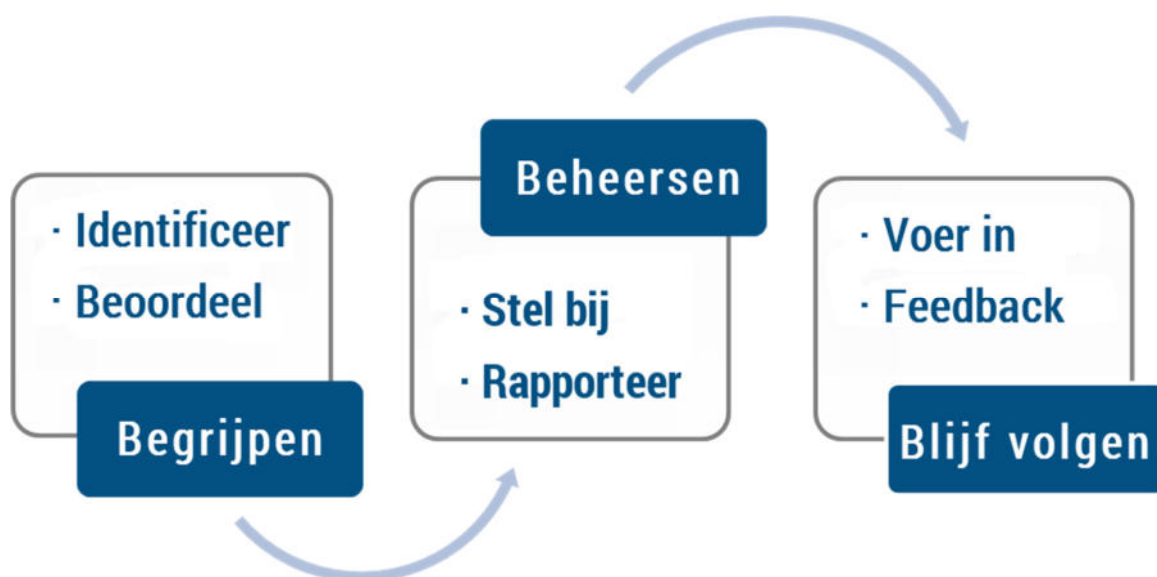 · Identificeer
· Beoordeel
Begrijpen
Beheersen
· Stel bij
· Rapporteer
· Voer in
· Feedback
Blijf volgen